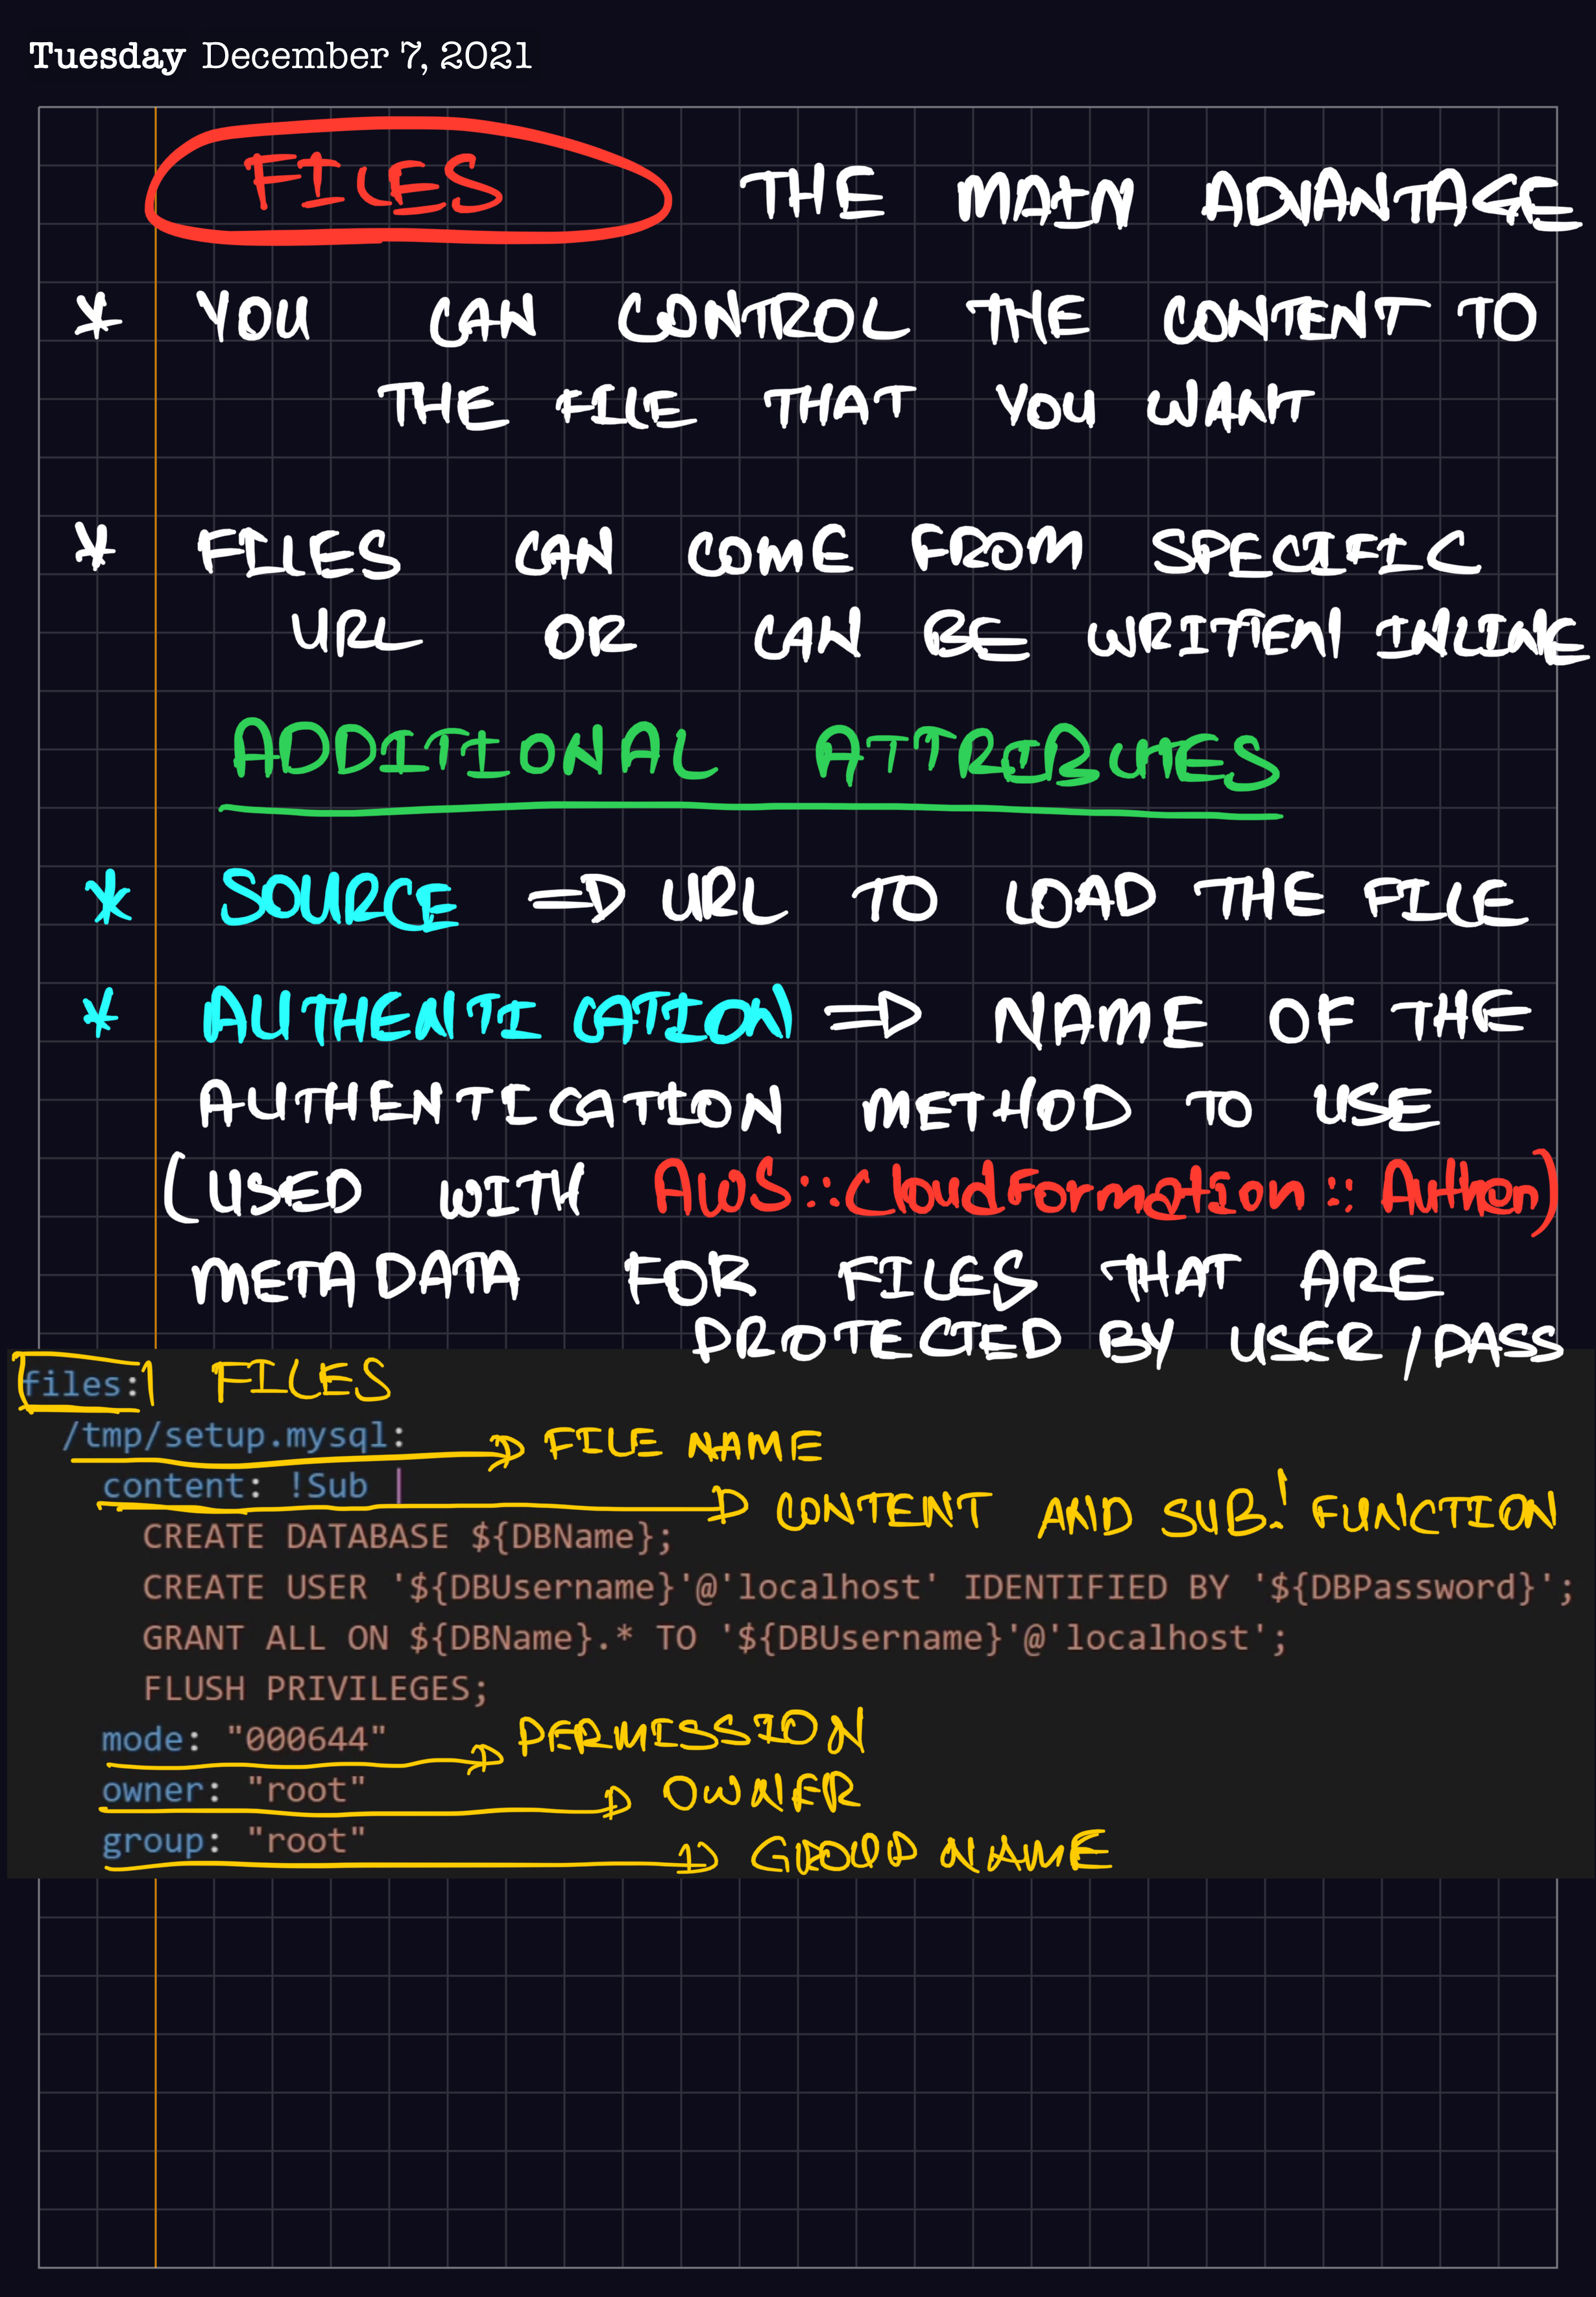 Tuesday December 7, 2021
FILES THE MAIN ADVANTAGE
* YOU CAN CONTROL THE CONTENT TO
THE FILE THAT YOU WANT
* FILES CAN COME FROM SPECIFIC
URL OR CAN BE WRITTEN INLINE
ADDITIONAL ATTRIBUTES
* SOURCE => URL TO LOAD THE FILE
* AUTHENTICATION => NAME OF THE
AUTHENTICATION METHOD TO USE
(USED WITH AWS::CloudFormation::Authen)
METADATA FOR FILES THAT ARE
PROTECTED BY USER/PASS
files: FILES
/tmp/setup.mysql: → FILE NAME
content: !Sub | → CONTENT AND SUB! FUNCTION
CREATE DATABASE ${DBName};
CREATE USER '${DBUsername}'@'localhost' IDENTIFIED BY '${DBPassword}';
GRANT ALL ON ${DBName}.* TO '${DBUsername}'@'localhost';
FLUSH PRIVILEGES;
mode: "000644" → PERMISSION
owner: "root" → OWNER
group: "root" → GROUP NAME